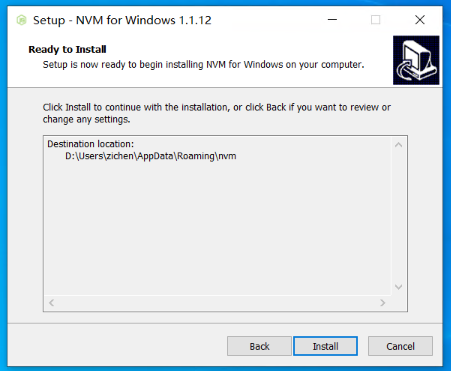 Setup - NVM for Windows 1.1.12
Ready to Install
Setup is now ready to begin installing NVM for Windows on your computer.
Click Install to continue with the installation, or click Back if you want to review or
change any settings.
Destination location:
D:\Users\zichen\AppData\Roaming\nvm
Back
Install
Cancel